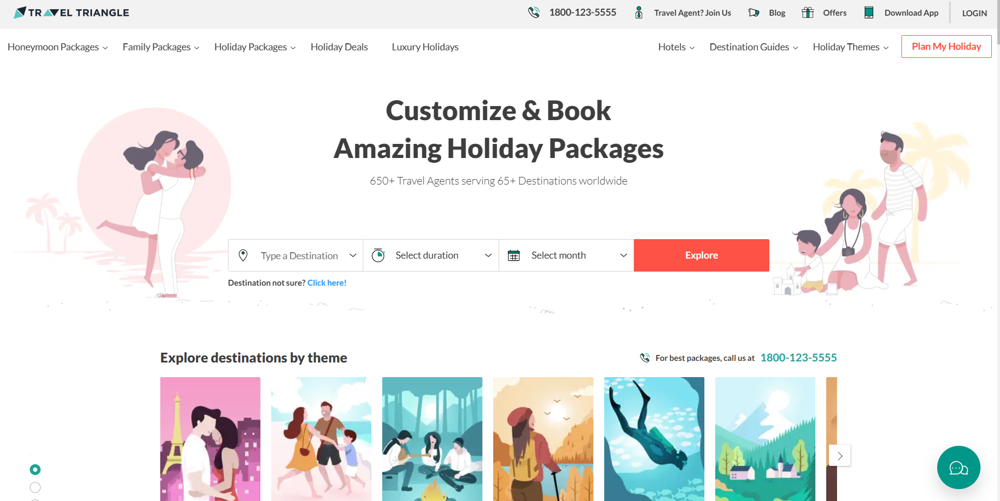 TRAVEL TRIANGLE
1800-123-5555
Travel Agent? Join Us
Blog
Offers
Download App
LOGIN
Honeymoon Packages
Family Packages
Holiday Packages
Holiday Deals
Luxury Holidays
Hotels
Destination Guides
Holiday Themes
Plan My Holiday
Customize & Book
Amazing Holiday Packages
650+ Travel Agents serving 65+ Destinations worldwide
Type a Destination
Select duration
Select month
Explore
Destination not sure? Click here!
Explore destinations by theme
For best packages, call us at 1800-123-5555